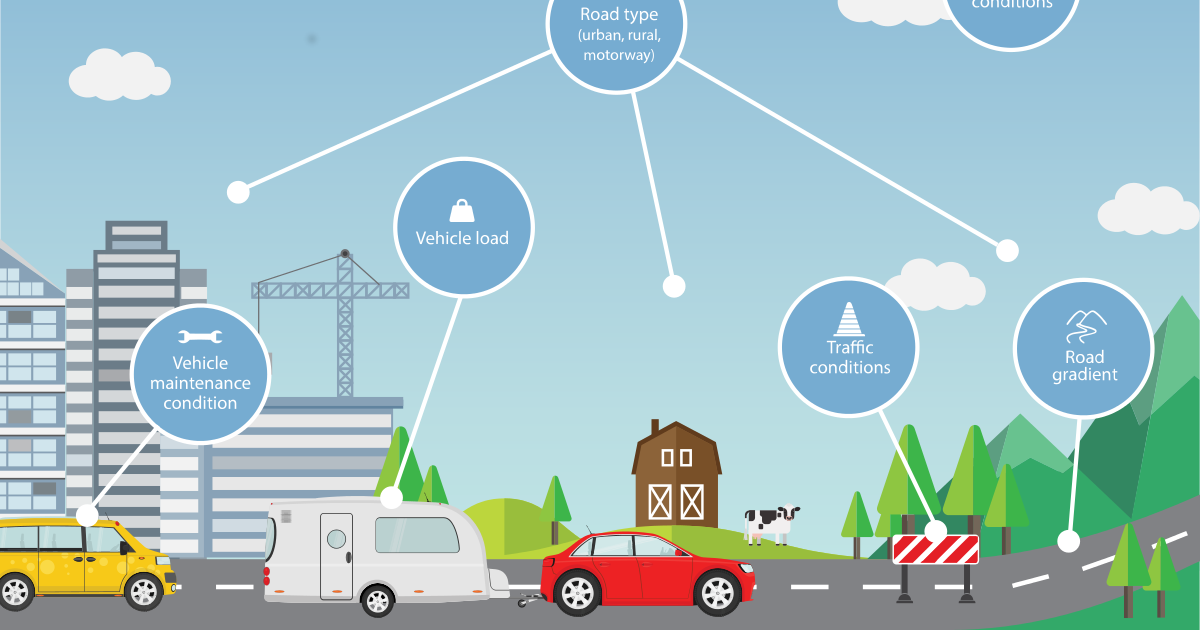 Road type
(urban, rural,
motorway)
conditions
Vehicle load
Vehicle
maintenance
condition
Traffic
conditions
Road
gradient